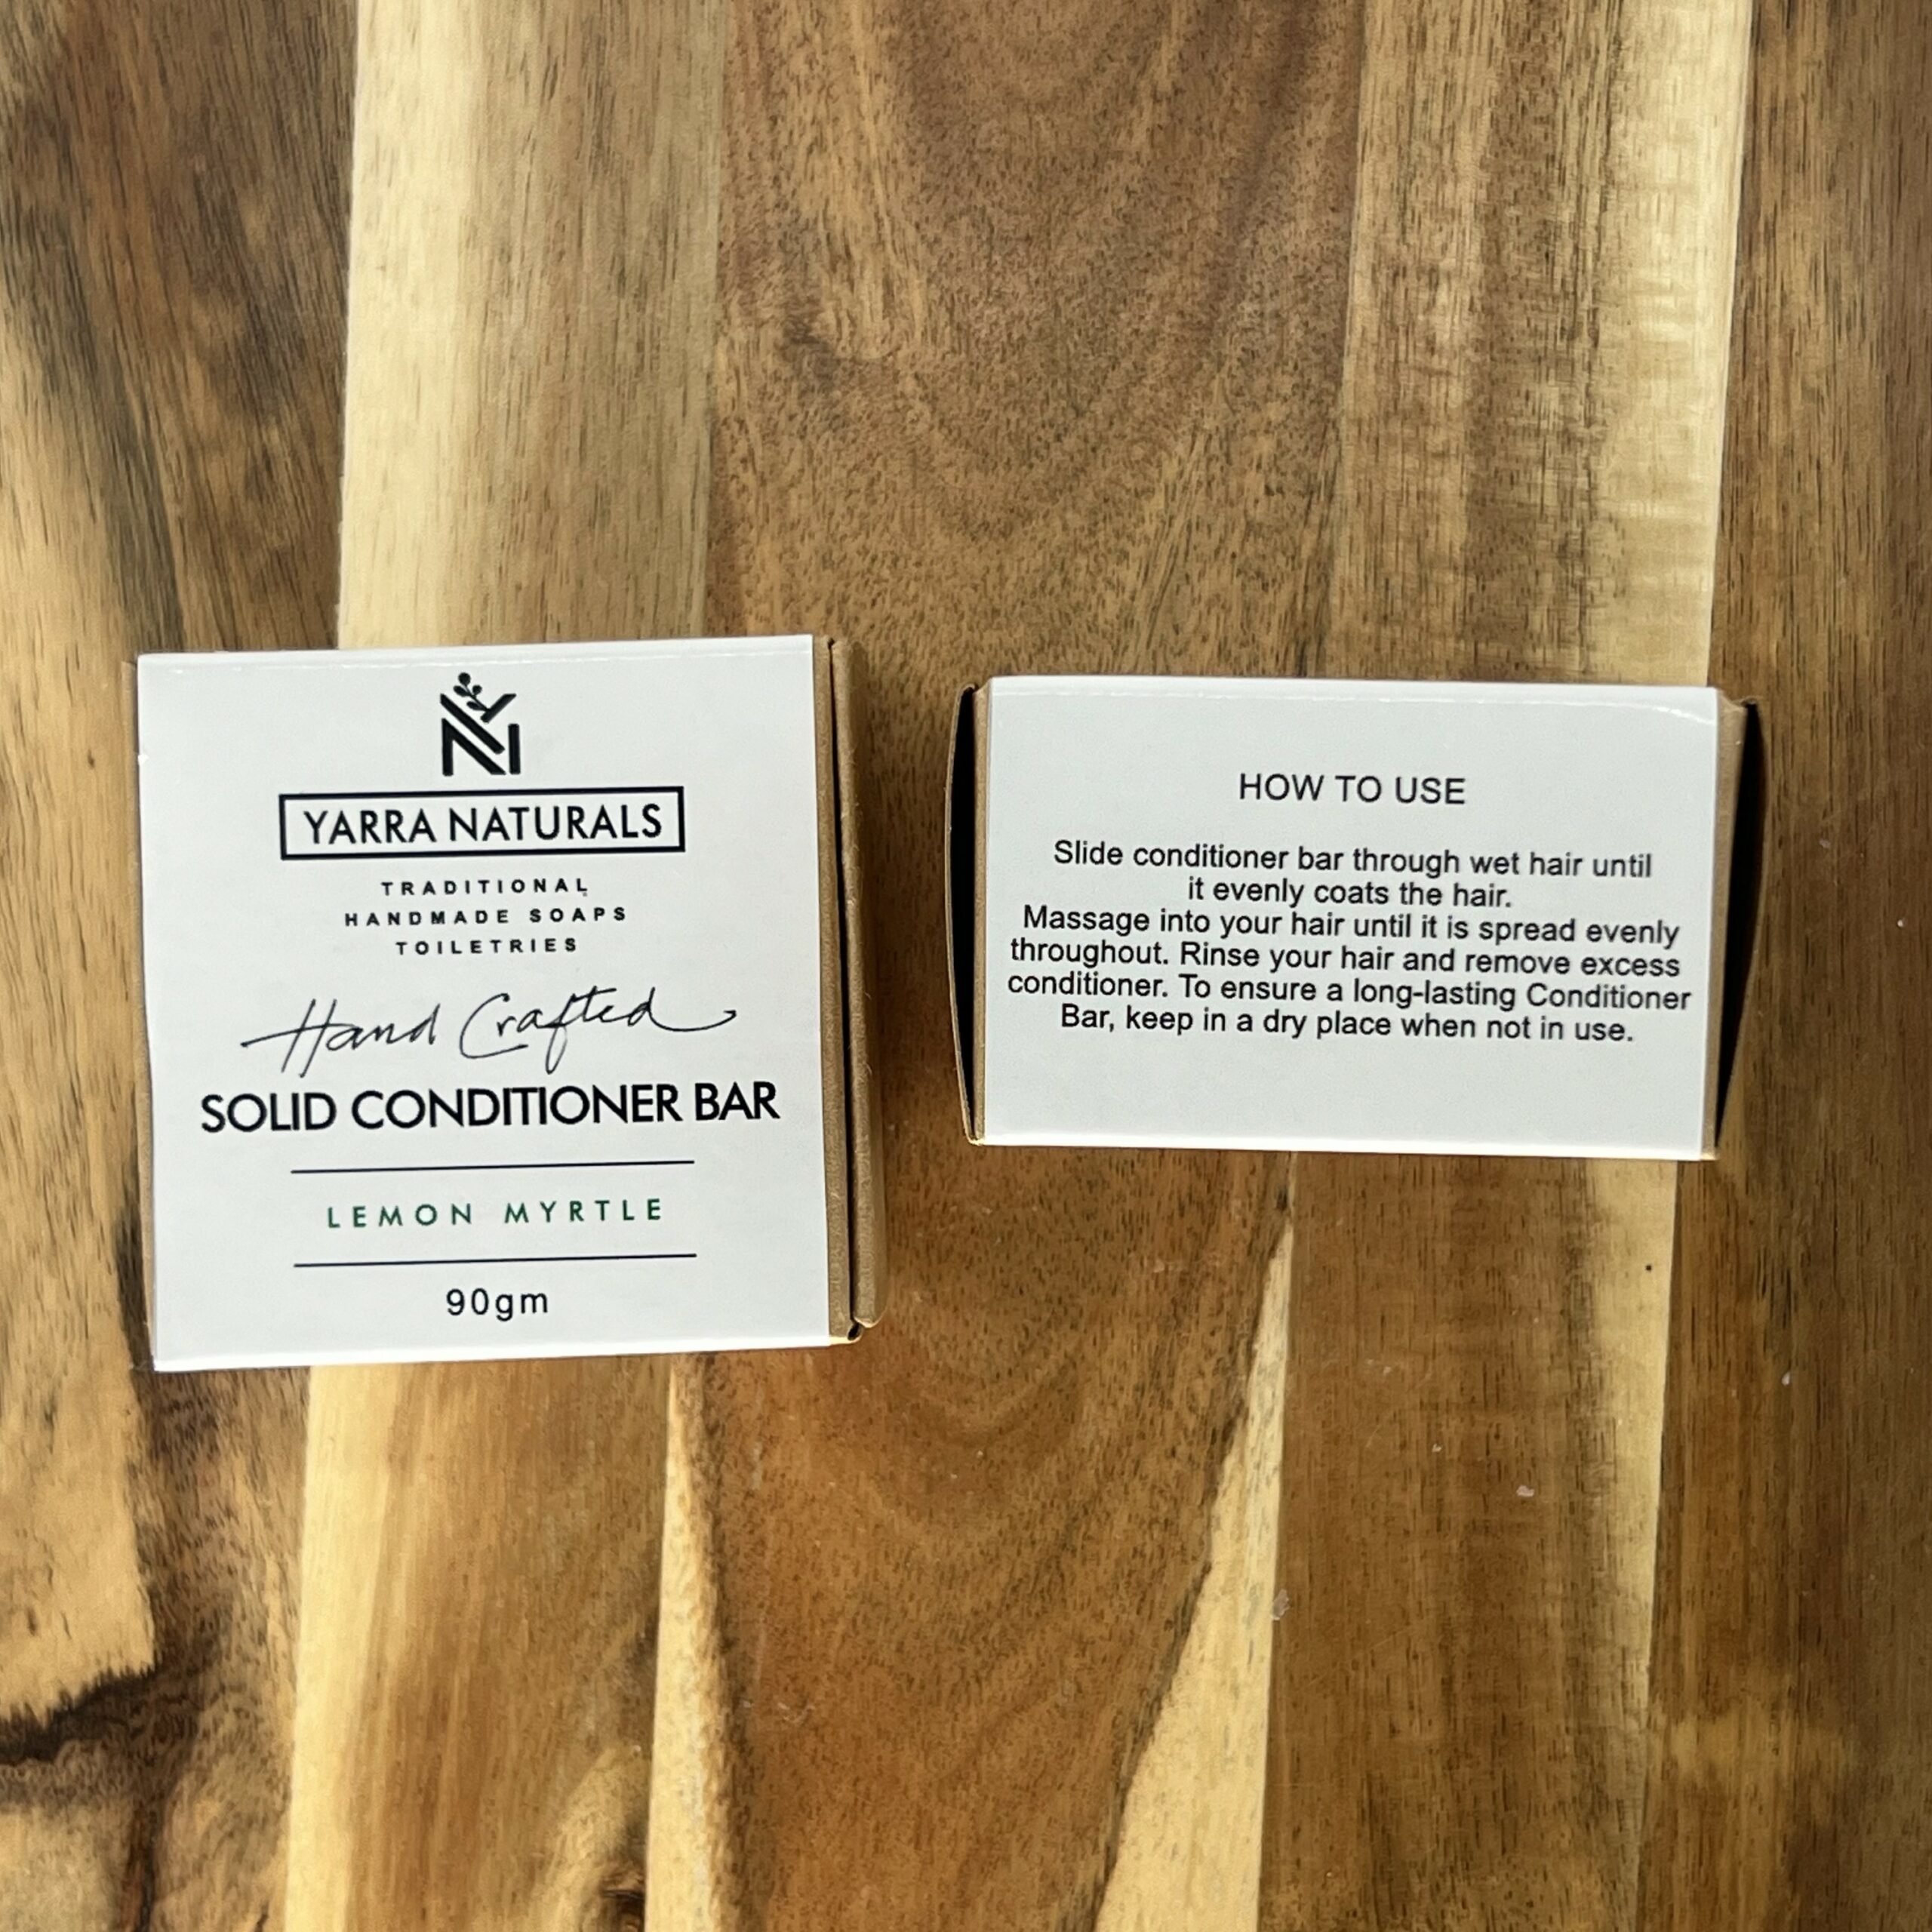 YARRA NATURALS
TRADITIONAL
HANDMADE SOAPS
TOILETRIES
Hand Crafted
SOLID CONDITIONER BAR
LEMON MYRTLE
90gm
HOW TO USE
Slide conditioner bar through wet hair until
it evenly coats the hair.
Massage into your hair until it is spread evenly
throughout. Rinse your hair and remove excess
conditioner. To ensure a long-lasting Conditioner
Bar, keep in a dry place when not in use.